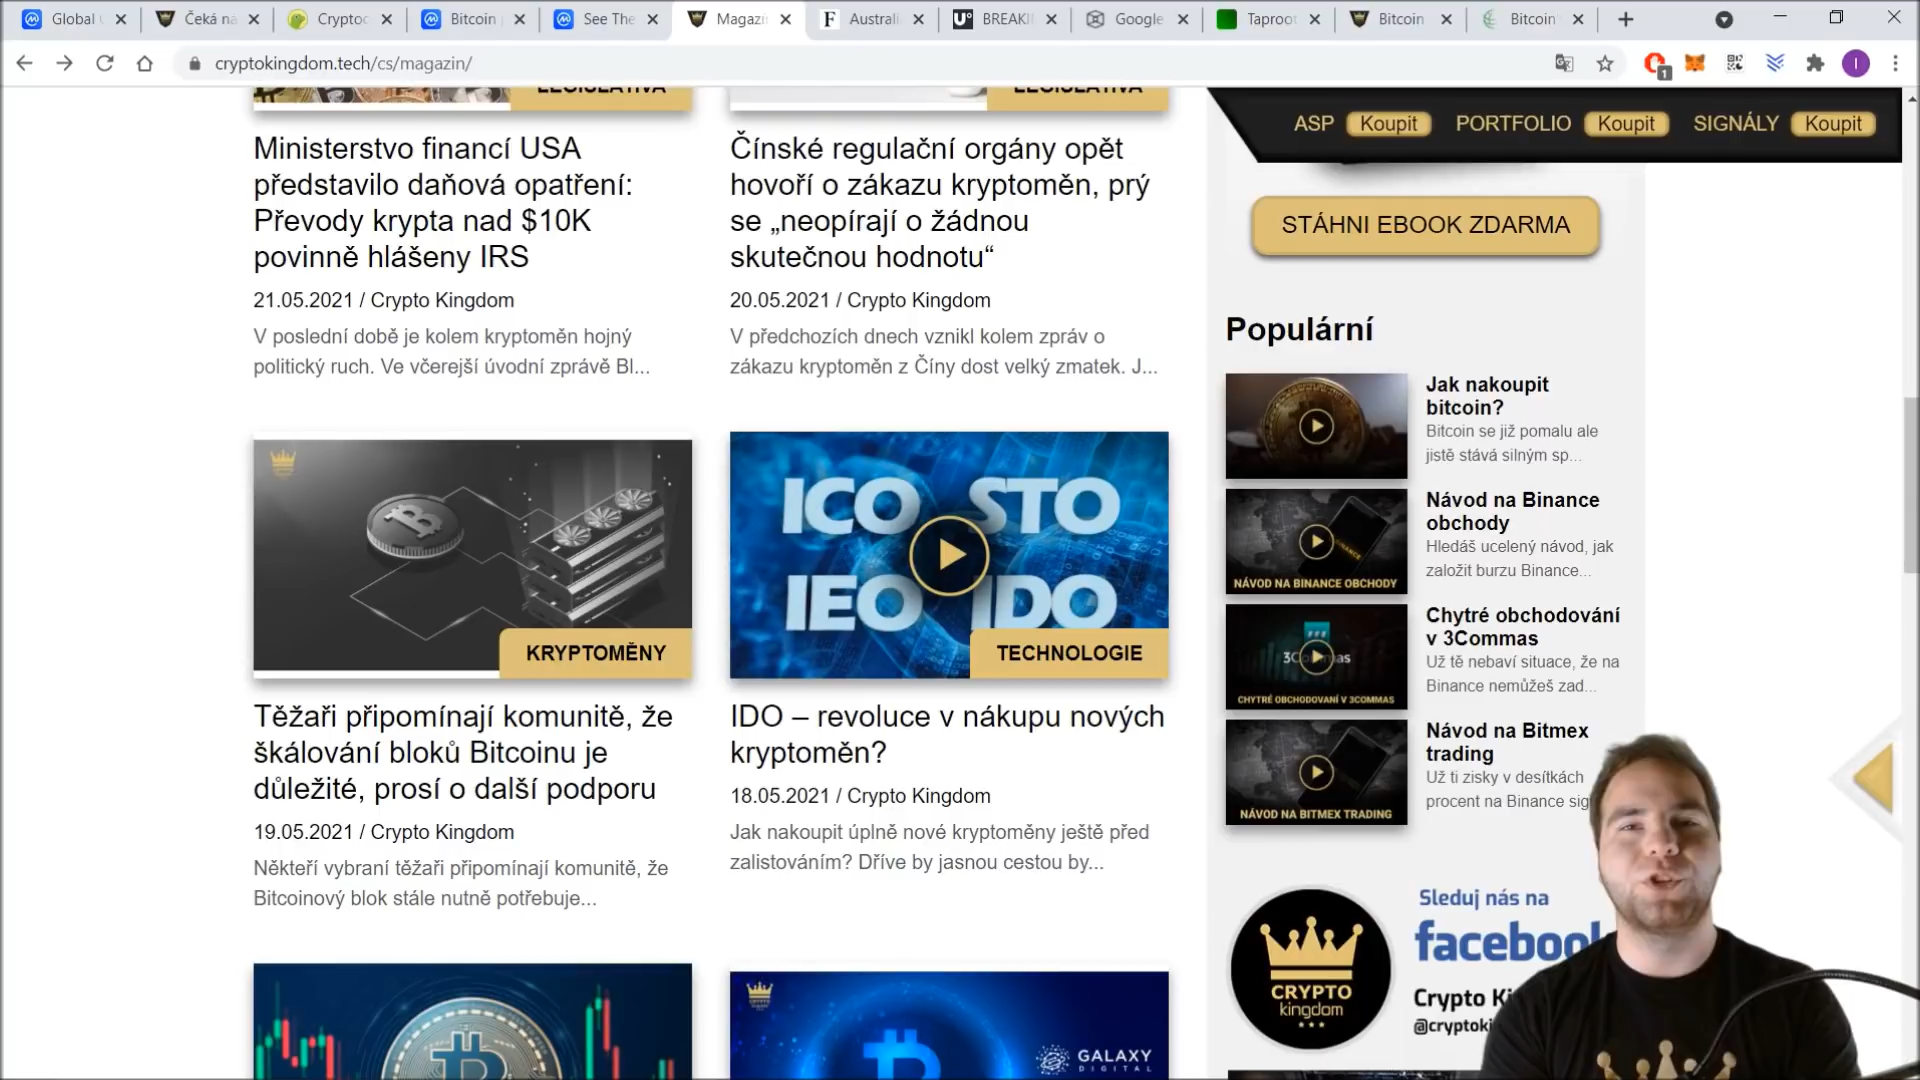 Global
Čeká na
Cryptoc
Bitcoin
See The
Magazi
Australi
BREAKI
Google
Taproot
Bitcoin
Bitcoin
cryptokingdom.tech/cs/magazin/
1
I
ASP Koupit PORTFOLIO Koupit SIGNÁLY Koupit
LEGISLATIVA
LEGISLATIVA
Ministerstvo financí USA
představilo daňová opatření:
Převody krypta nad $10K
povinně hlášeny IRS
21.05.2021 / Crypto Kingdom
V poslední době je kolem kryptoměn hojný
politický ruch. Ve včerejší úvodní zprávě Bl...
Čínské regulační orgány opět
hovoří o zákazu kryptoměn, prý
se „neopírají o žádnou
skutečnou hodnotu“
20.05.2021 / Crypto Kingdom
V předchozích dnech vznikl kolem zpráv o
zákazu kryptoměn z Číny dost velký zmatek. J...
KRYPTOMĚNY
Těžaři připomínají komunitě, že
škálování bloků Bitcoinu je
důležité, prosí o další podporu
19.05.2021 / Crypto Kingdom
Někteří vybraní těžaři připomínají komunitě, že
Bitcoinový blok stále nutně potřebuje...
ICO STO
IEO IDO
TECHNOLOGIE
IDO – revoluce v nákupu nových
kryptoměn?
18.05.2021 / Crypto Kingdom
Jak nakoupit úplně nové kryptoměny ještě před
zalistováním? Dříve by jasnou cestou by...
GALAXY
DIGITAL
STÁHNI EBOOK ZDARMA
Populární
Jak nakoupit
bitcoin?
Bitcoin se již pomalu ale
jistě stává silným sp...
NÁVOD NA BINANCE OBCHODY
Návod na Binance
obchody
Hledáš ucelený návod, jak
založit burzu Binance...
CHYTRÉ OBCHODOVANÍ V 3COMMAS
Chytré obchodování
v 3Commas
Už tě nebaví situace, že na
Binance nemůžeš zad...
NÁVOD NA BITMEX TRADING
Návod na Bitmex
trading
Už ti zisky v desítkách
procent na Binance
Sleduj nás na
facebook
CRYPTO
kingdom
Crypto Ki
@cryptoki